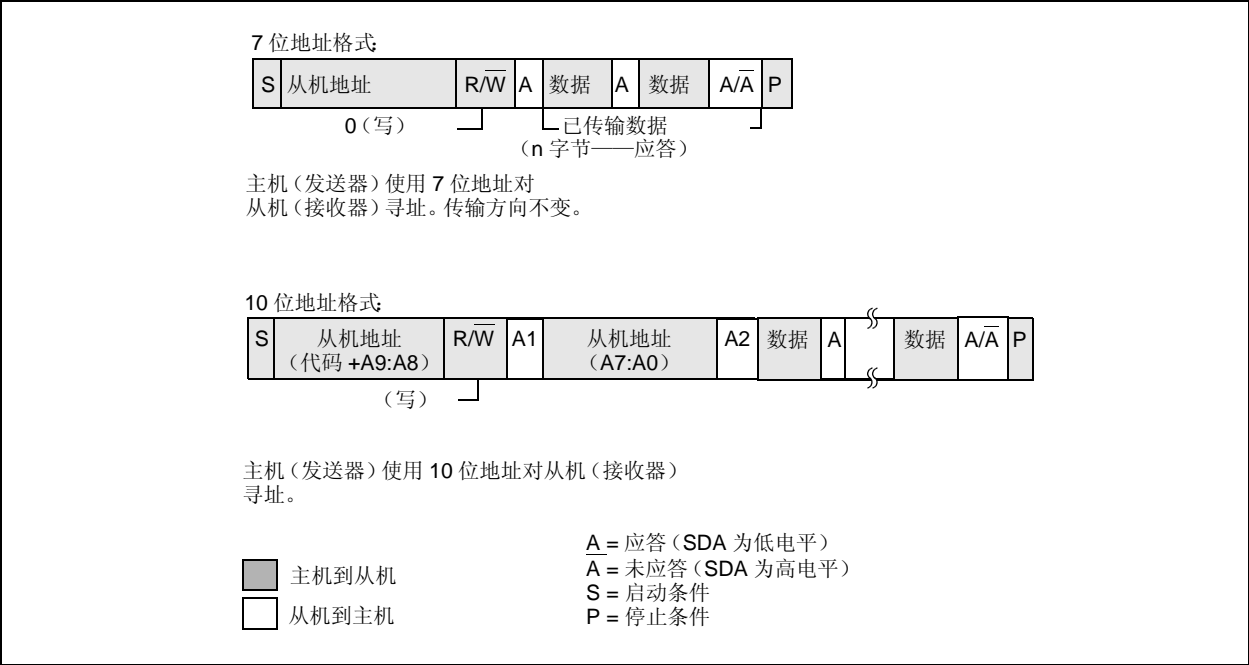 7 位地址格式:
S 从机地址 R/W̅ A 数据 A 数据 A/A̅ P
0（写） 已传输数据
（n 字节——应答）
主机（发送器）使用 7 位地址对
从机（接收器）寻址。传输方向不变。
10 位地址格式:
S 从机地址 R/W̅ A1 从机地址 A2 数据 A 数据 A/A̅ P
（代码 +A9:A8） （A7:A0）
（写）
主机（发送器）使用 10 位地址对从机（接收器）
寻址。
A = 应答（SDA 为低电平）
主机到从机 A̅ = 未应答（SDA 为高电平）
S = 启动条件
从机到主机 P = 停止条件